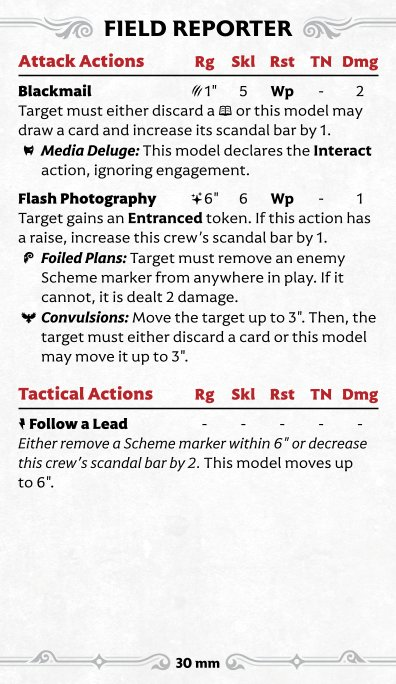 FIELD REPORTER
Attack Actions Rg Skl Rst TN Dmg
Blackmail 1" 5 Wp - 2
Target must either discard a or this model may
draw a card and increase its scandal bar by 1.
Media Deluge: This model declares the Interact
action, ignoring engagement.
Flash Photography 6" 6 Wp - 1
Target gains an Entranced token. If this action has
a raise, increase this crew's scandal bar by 1.
Foiled Plans: Target must remove an enemy
Scheme marker from anywhere in play. If it
cannot, it is dealt 2 damage.
Convulsions: Move the target up to 3". Then, the
target must either discard a card or this model
may move it up to 3".
Tactical Actions Rg Skl Rst TN Dmg
Follow a Lead - - - - -
Either remove a Scheme marker within 6" or decrease
this crew's scandal bar by 2. This model moves up
to 6".
30 mm